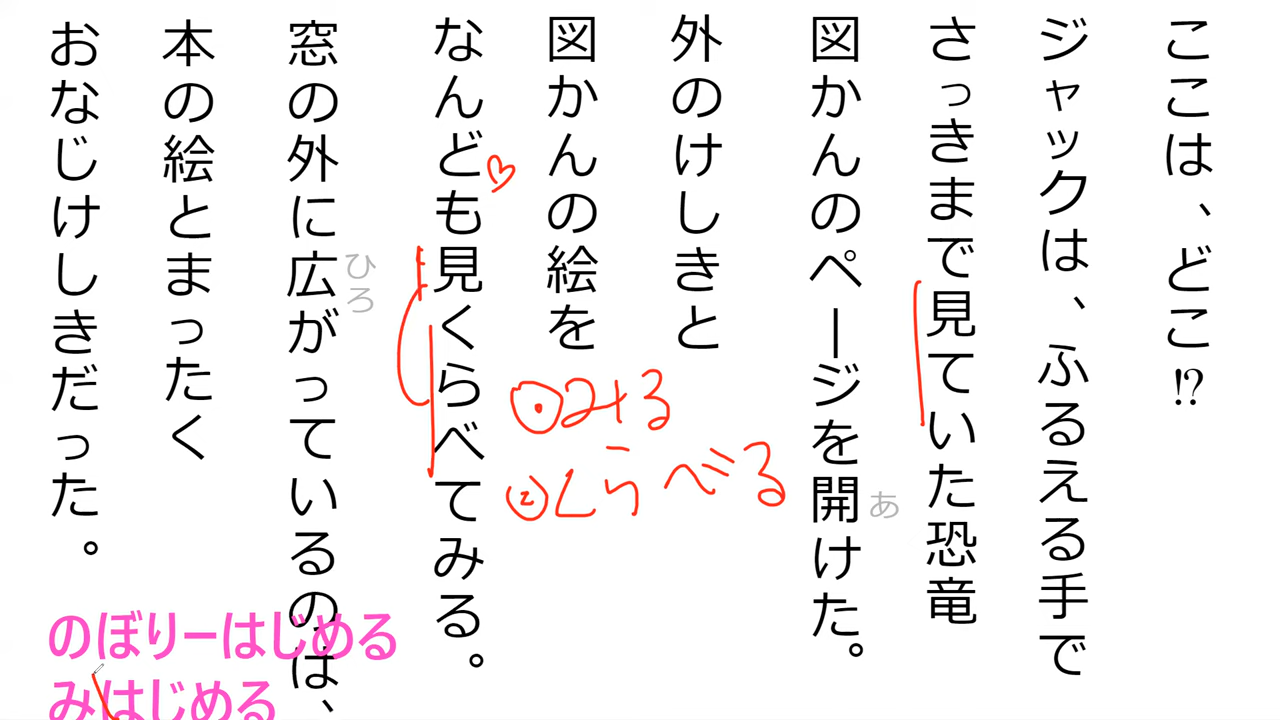 ここは、どこ!?
ジャックは、ふるえる手で
さっきまで見ていた恐竜
図かんのページを開けた。
あ
外のけしきと
図かんの絵を
なんども見くらべてみる。
窓の外に広がっているのは、
ひろ
本の絵とまったく
おなじけしきだった。
みる
②くらべる
のぼりーはじめる
みはじめる